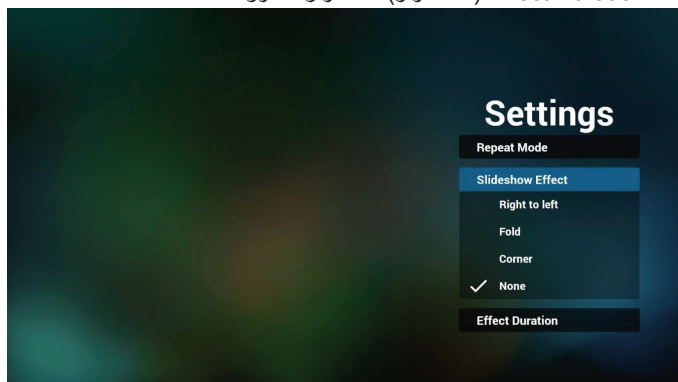 Settings
Repeat Mode
Slideshow Effect
Right to left
Fold
Corner
None
Effect Duration